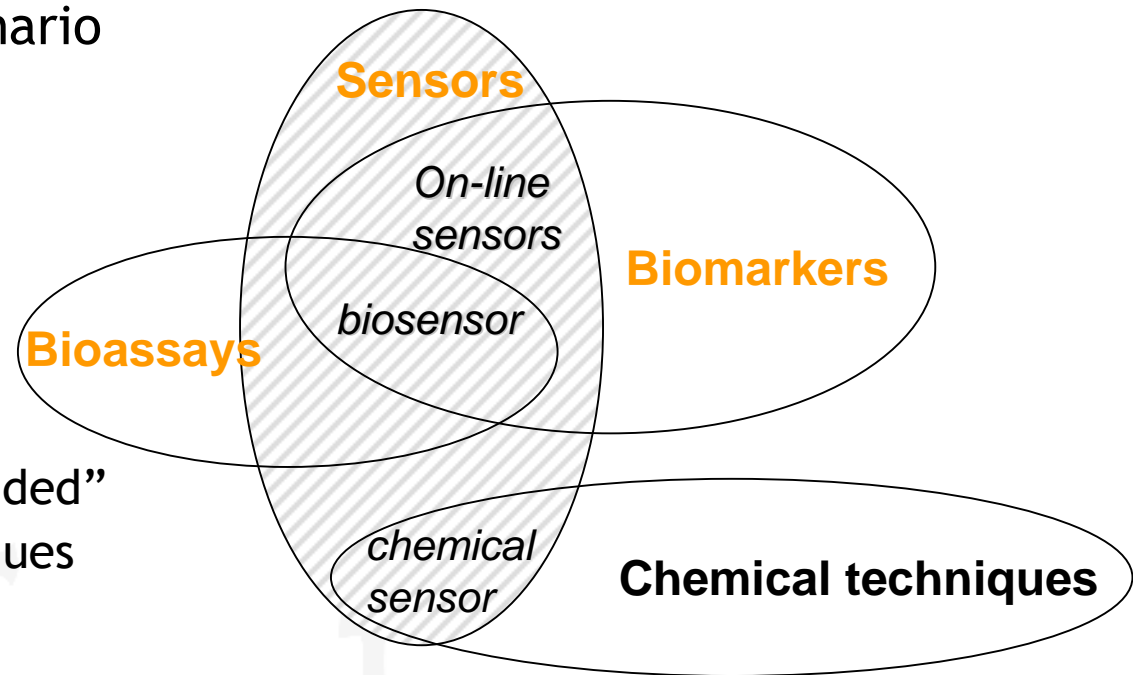 nario
Sensors
On-line
sensors
Biomarkers
biosensor
Bioassays
ded”
ues
chemical
sensor
Chemical techniques